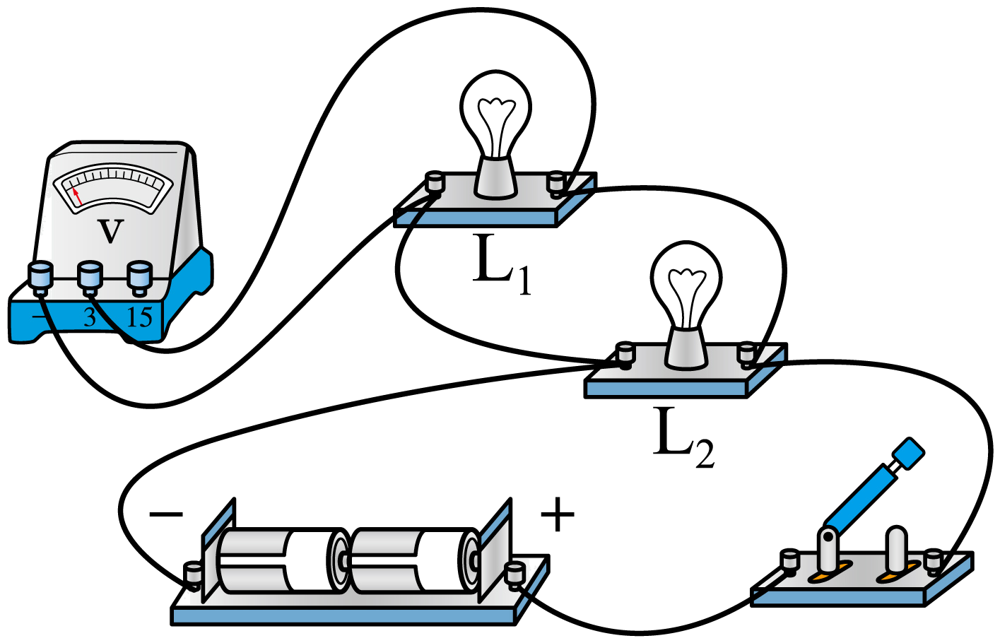 V
− 3 15
L₁
L₂
− +